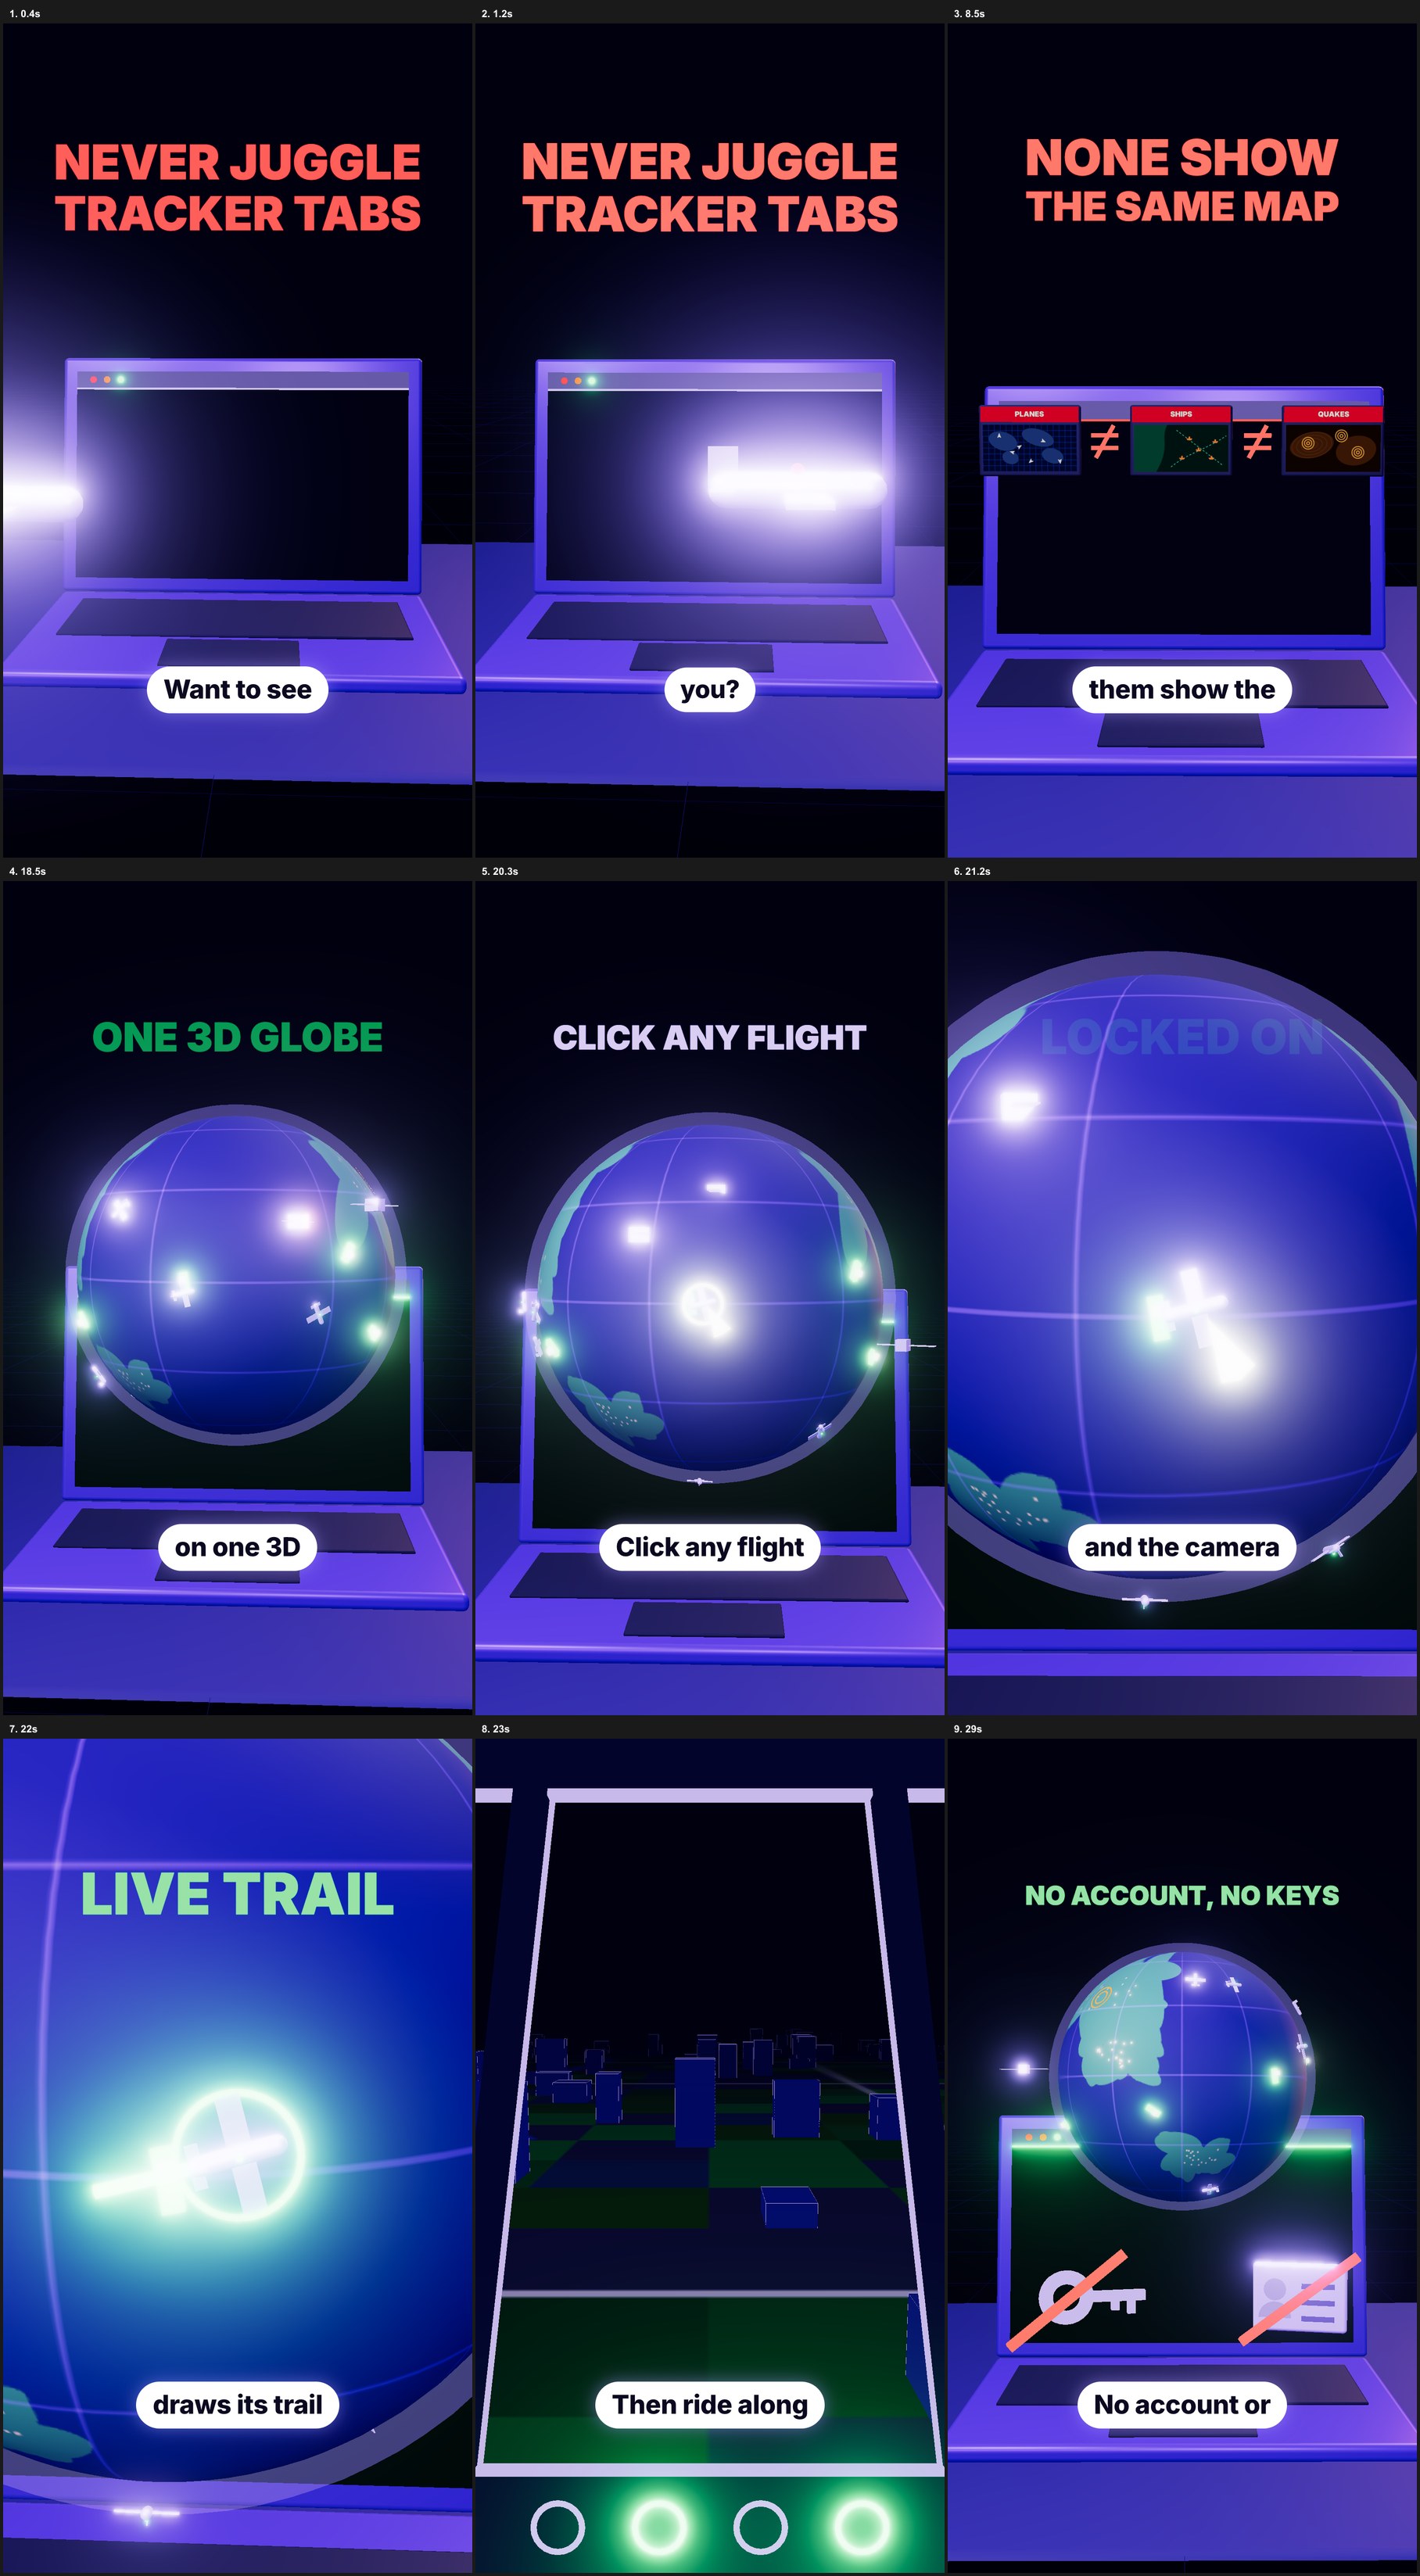 1. 0.4s
NEVER JUGGLE
TRACKER TABS
Want to see
2. 1.2s
NEVER JUGGLE
TRACKER TABS
you?
3. 8.5s
NONE SHOW
THE SAME MAP
PLANES
≠
SHIPS
≠
QUAKES
them show the
4. 18.5s
ONE 3D GLOBE
on one 3D
5. 20.3s
CLICK ANY FLIGHT
Click any flight
6. 21.2s
LOCKED ON
and the camera
7. 22s
LIVE TRAIL
draws its trail
8. 23s
Then ride along
9. 29s
NO ACCOUNT, NO KEYS
No account or